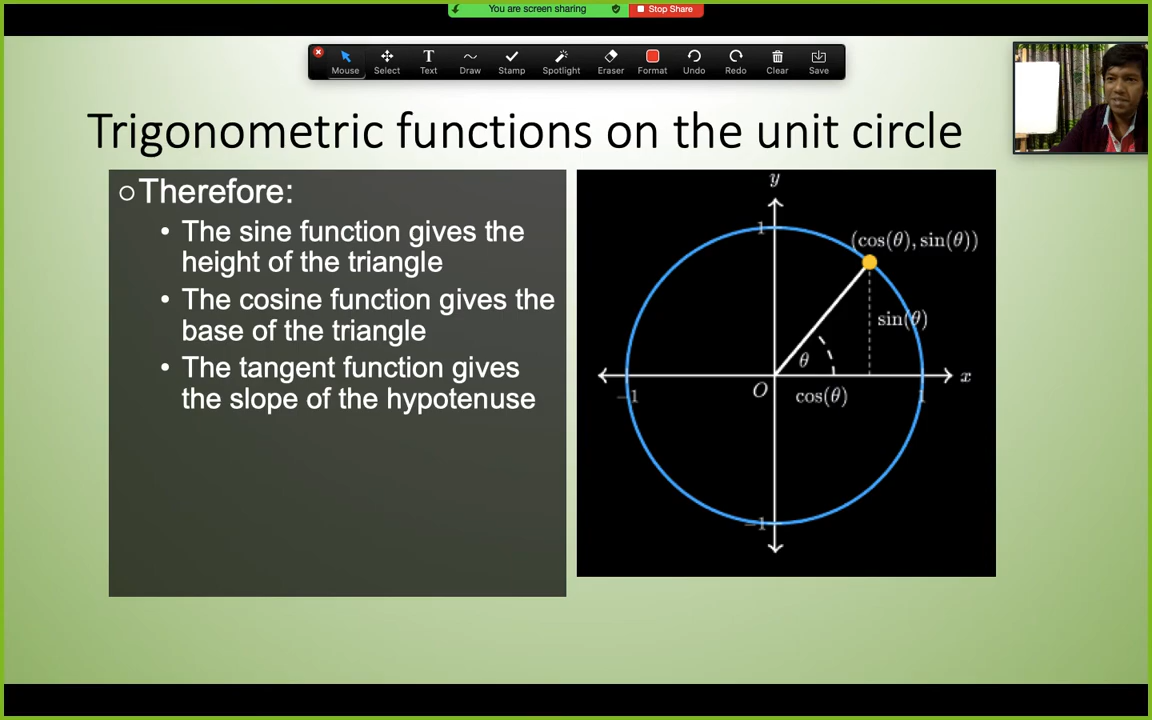 You are screen sharing
Stop Share
Mouse Select Text Draw Stamp Spotlight Eraser Format Undo Redo Clear Save
Trigonometric functions on the unit circle
Therefore:
• The sine function gives the
height of the triangle
• The cosine function gives the
base of the triangle
• The tangent function gives
the slope of the hypotenuse
y
1
(cos(θ), sin(θ))
sin(θ)
θ
x
O
cos(θ)
−1
1
−1